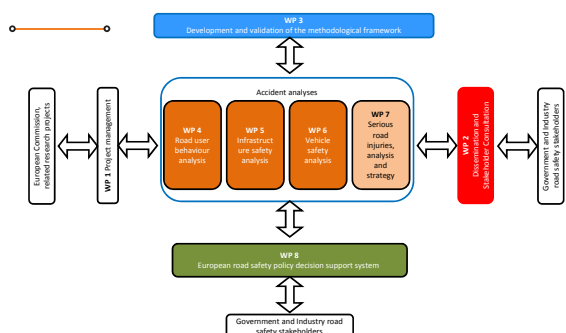 WP 3
Development and validation of the methodological framework
European Commission,
related research projects
WP 1 Project management
Accident analyses
WP 4
Road user
behaviour
analysis
WP 5
Infrastruct
ure safety
analysis
WP 6
Vehicle
safety
analysis
WP 7
Serious
road
injuries,
analysis
and
strategy
WP 2
Dissemination and
Stakeholder Consultation
Government and Industry
road safety stakeholders
WP 8
European road safety policy decision support system
Government and Industry road
safety stakeholders